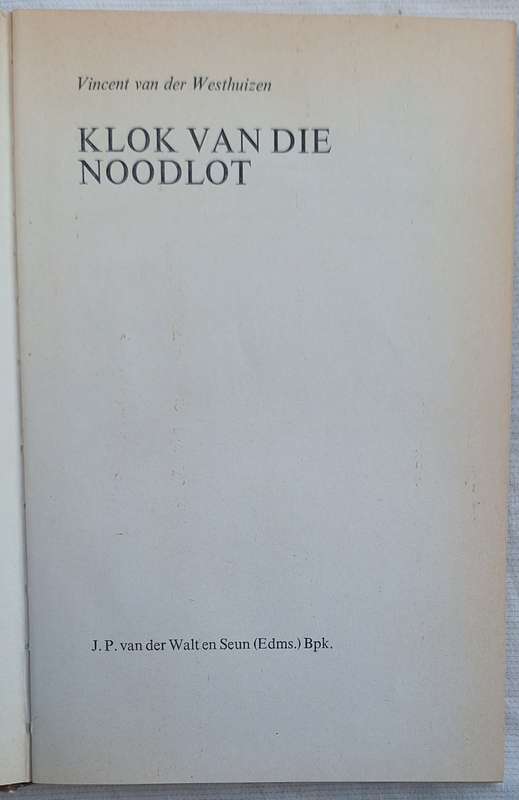 Vincent van der Westhuizen
KLOK VAN DIE
NOODLOT
J. P. van der Walt en Seun (Edms.) Bpk.